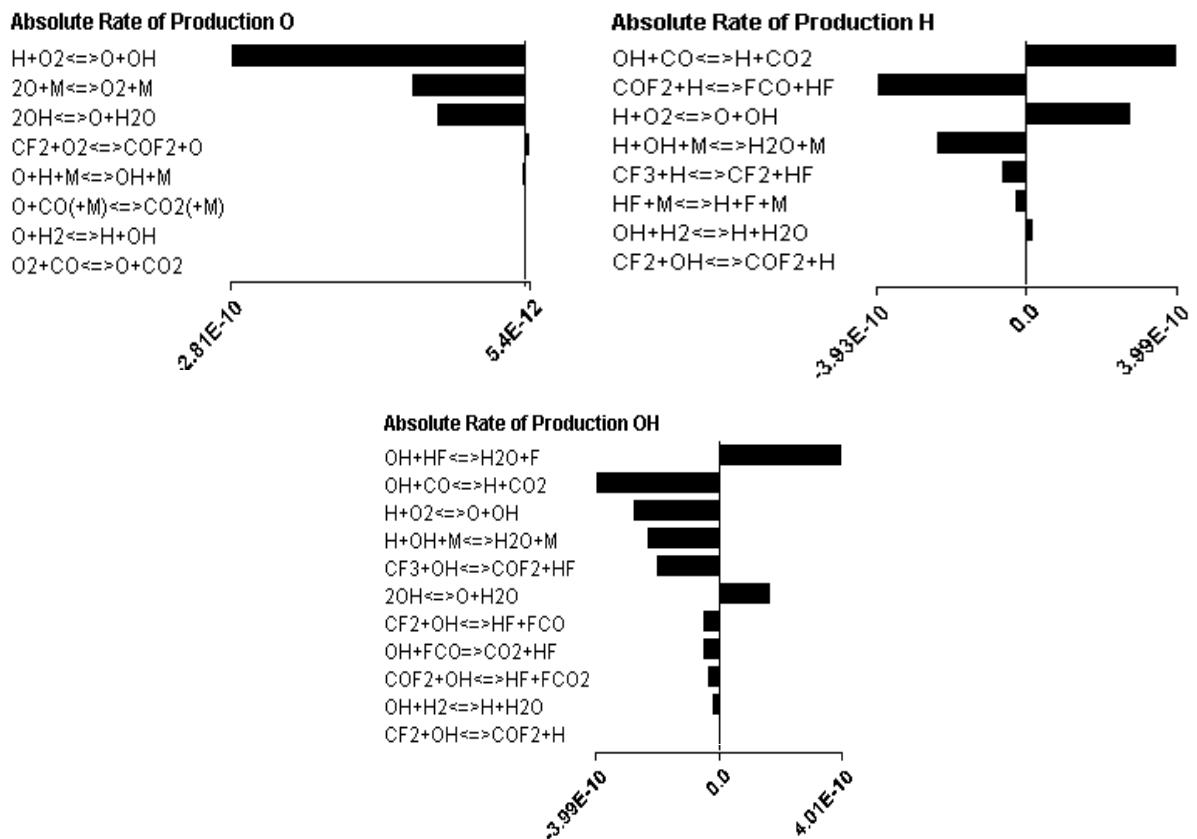 Absolute Rate of Production O
H+O2<=>O+OH
2O+M<=>O2+M
2OH<=>O+H2O
CF2+O2<=>COF2+O
O+H+M<=>OH+M
O+CO(+M)<=>CO2(+M)
O+H2<=>H+OH
O2+CO<=>O+CO2
-2.81E-10
5.4E-12
Absolute Rate of Production H
OH+CO<=>H+CO2
COF2+H<=>FCO+HF
H+O2<=>O+OH
H+OH+M<=>H2O+M
CF3+H<=>CF2+HF
HF+M<=>H+F+M
OH+H2<=>H+H2O
CF2+OH<=>COF2+H
-3.93E-10
0.0
3.99E-10
Absolute Rate of Production OH
OH+HF<=>H2O+F
OH+CO<=>H+CO2
H+O2<=>O+OH
H+OH+M<=>H2O+M
CF3+OH<=>COF2+HF
2OH<=>O+H2O
CF2+OH<=>HF+FCO
OH+FCO=>CO2+HF
COF2+OH<=>HF+FCO2
OH+H2<=>H+H2O
CF2+OH<=>COF2+H
-3.99E-10
0.0
4.01E-10